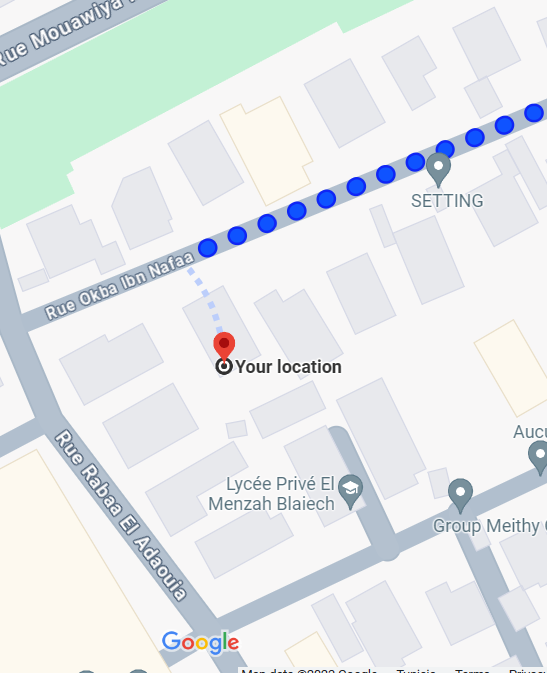 Rue Mouawiya
SETTING
Rue Okba Ibn Nafaa
Your location
Aucu
Lycée Privé El
Menzah Blaiech
Group Meithy
Rue Rabaa El Adaouia
Google
Map data ©2022 Google
Tunisia
Terms